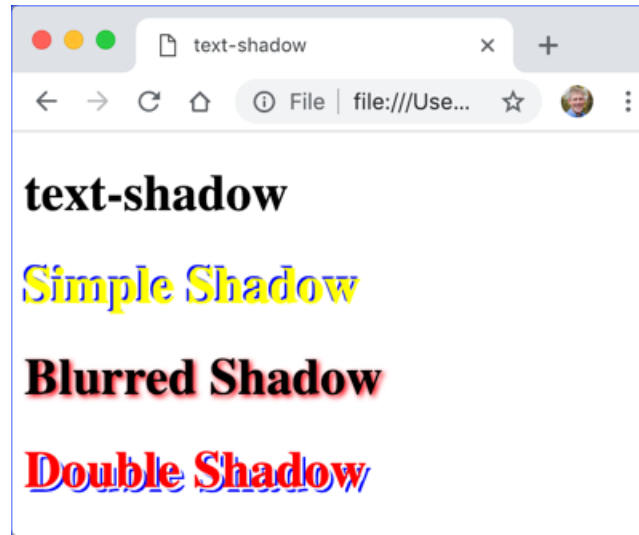 text-shadow
File file:///Use...
text-shadow
Simple Shadow
Blurred Shadow
Double Shadow